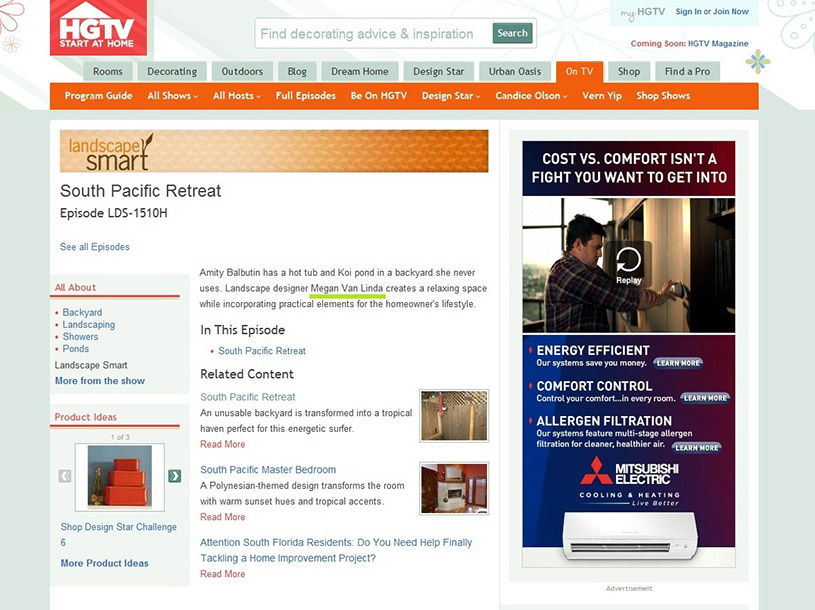 HGTV
START AT HOME
Find decorating advice & inspiration
Search
my HGTV
Sign In or Join Now
Coming Soon: HGTV Magazine
Rooms
Decorating
Outdoors
Blog
Dream Home
Design Star
Urban Oasis
On TV
Shop
Find a Pro
Program Guide
All Shows
All Hosts
Full Episodes
Be On HGTV
Design Star
Candice Olson
Vern Yip
Shop Shows
landscape
smart
South Pacific Retreat
Episode LDS-1510H
See all Episodes
All About
• Backyard
• Landscaping
• Showers
• Ponds
Landscape Smart
More from the show
Product Ideas
1 of 3
Shop Design Star Challenge
6
More Product Ideas
Amity Balbutin has a hot tub and Koi pond in a backyard she never
uses. Landscape designer Megan Van Linda creates a relaxing space
while incorporating practical elements for the homeowner's lifestyle.
In This Episode
• South Pacific Retreat
Related Content
South Pacific Retreat
An unusable backyard is transformed into a tropical
haven perfect for this energetic surfer.
Read More
South Pacific Master Bedroom
A Polynesian-themed design transforms the room
with warm sunset hues and tropical accents.
Read More
Attention South Florida Residents: Do You Need Help Finally
Tackling a Home Improvement Project?
Read More
COST VS. COMFORT ISN'T A
FIGHT YOU WANT TO GET INTO
Replay
ENERGY EFFICIENT
Our systems save you money. LEARN MORE
COMFORT CONTROL
Control your comfort...in every room. LEARN MORE
ALLERGEN FILTRATION
Our systems feature multi-stage allergen
filtration for cleaner, healthier air. LEARN MORE
MITSUBISHI
ELECTRIC
COOLING & HEATING
Live Better
Advertisement